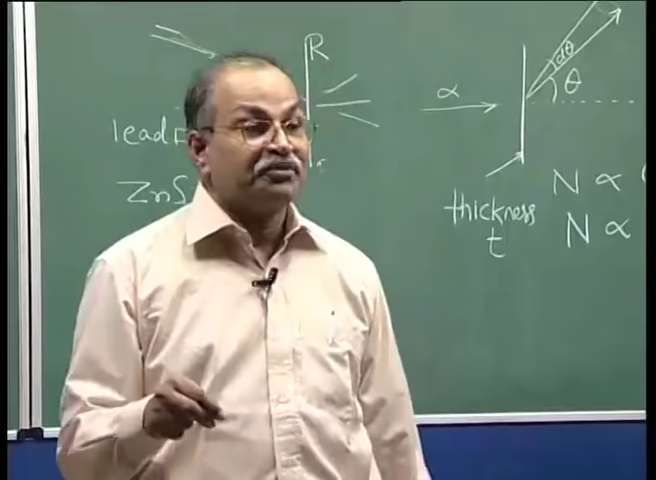 R
dθ
α
θ
lead
ZnS
thickness
t
N ∝
N ∝